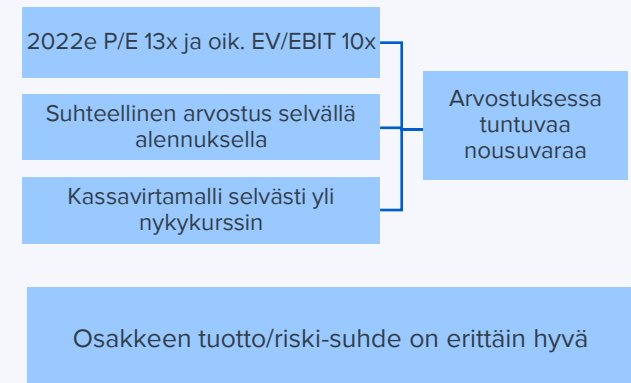 2022e P/E 13x ja oik. EV/EBIT 10x
Suhteellinen arvostus selvällä
alennuksella
Kassavirtamalli selvästi yli
nykykurssin
Arvostuksessa
tuntuvaa
nousuvaraa
Osakkeen tuotto/riski-suhde on erittäin hyvä